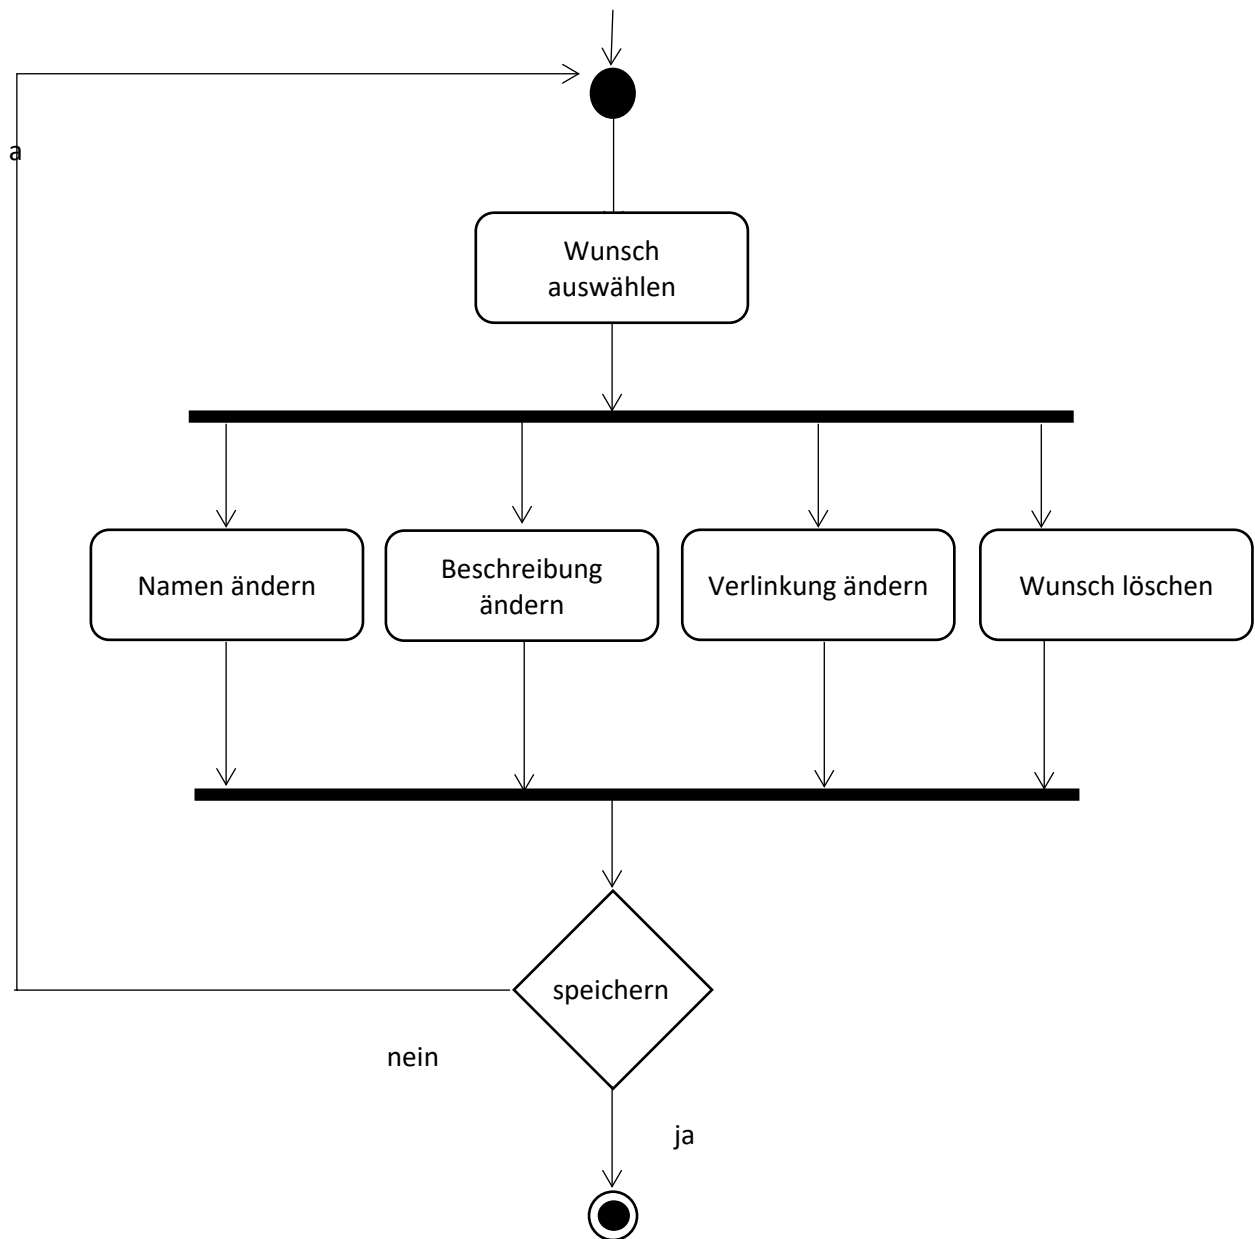 a
Wunsch
auswählen
Namen ändern
Beschreibung
ändern
Verlinkung ändern
Wunsch löschen
speichern
nein
ja